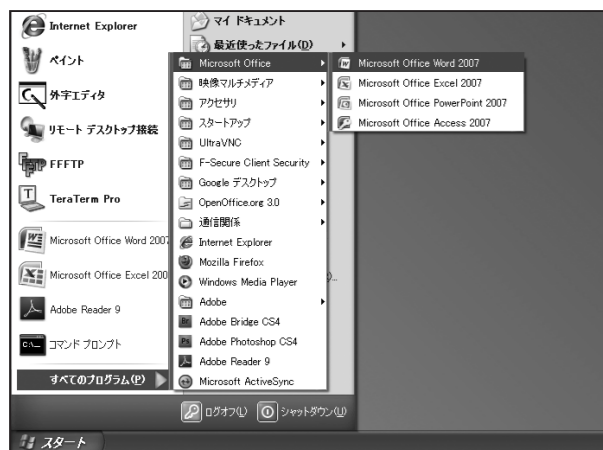 Internet Explorer
ペイント
外字エディタ
リモート デスクトップ接続
FFFTP
TeraTerm Pro
Microsoft Office Word 2007
Microsoft Office Excel 200
Adobe Reader 9
コマンド プロンプト
すべてのプログラム(P)
マイ ドキュメント
最近使ったファイル(D)
Microsoft Office
映像マルチメディア
アクセサリ
スタートアップ
UltraVNC
F-Secure Client Security
Google デスクトップ
OpenOffice.org 3.0
通信関係
Internet Explorer
Mozilla Firefox
Windows Media Player
Adobe
Adobe Bridge CS4
Adobe Photoshop CS4
Adobe Reader 9
Microsoft ActiveSync
Microsoft Office Word 2007
Microsoft Office Excel 2007
Microsoft Office PowerPoint 2007
Microsoft Office Access 2007
ログオフ(L)
シャットダウン(U)
スタート